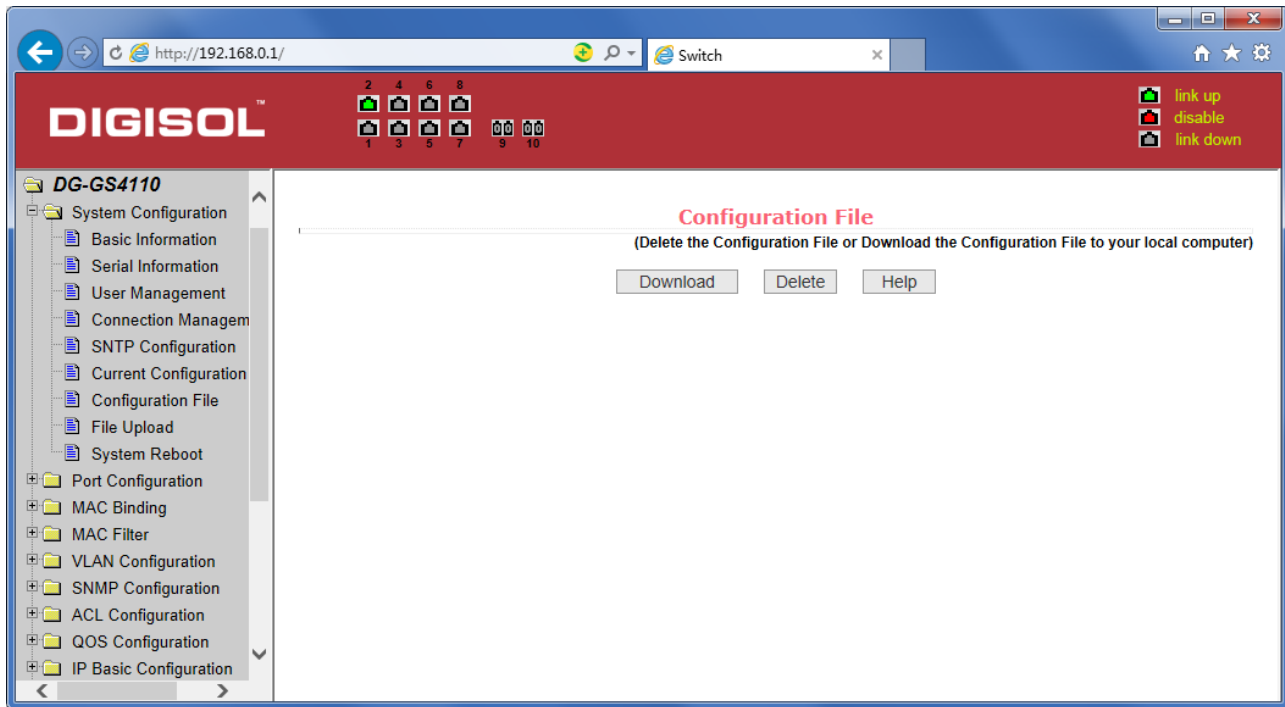 http://192.168.0.1/
Switch
DIGISOL™
2 4 6 8
1 3 5 7 9 10
link up
disable
link down
DG-GS4110
System Configuration
Basic Information
Serial Information
User Management
Connection Managem
SNTP Configuration
Current Configuration
Configuration File
File Upload
System Reboot
Port Configuration
MAC Binding
MAC Filter
VLAN Configuration
SNMP Configuration
ACL Configuration
QOS Configuration
IP Basic Configuration
Configuration File
(Delete the Configuration File or Download the Configuration File to your local computer)
Download Delete Help